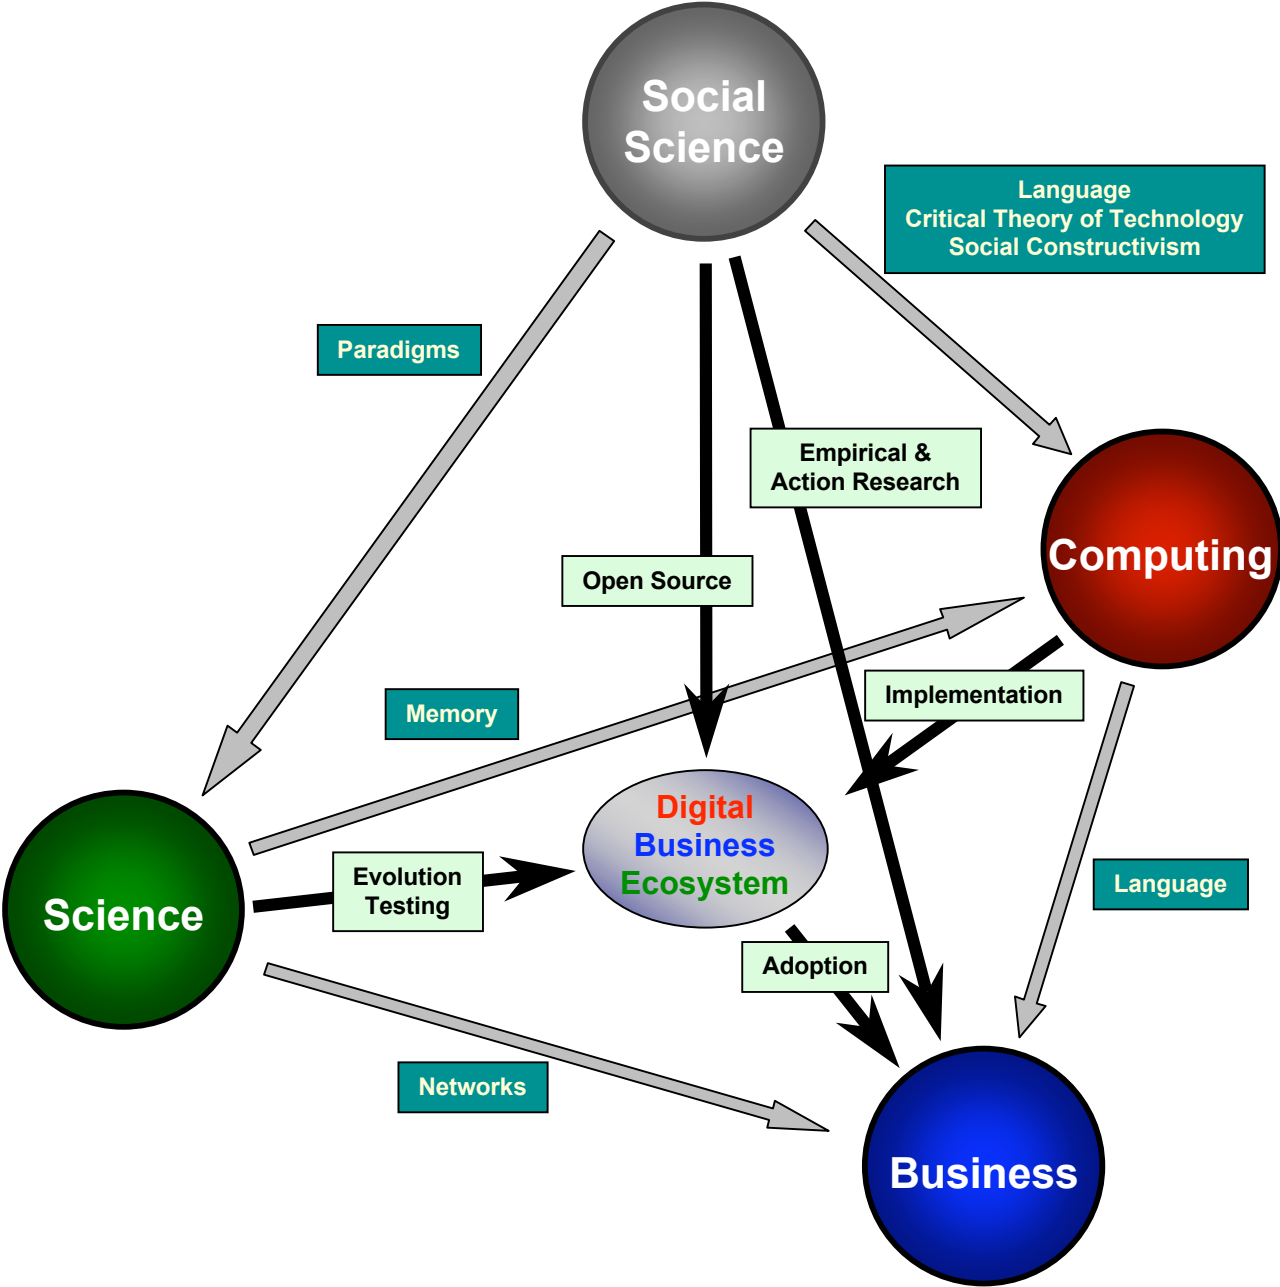 Social
Science
Language
Critical Theory of Technology
Social Constructivism
Paradigms
Empirical &
Action Research
Computing
Open Source
Implementation
Memory
Digital
Business
Ecosystem
Evolution
Testing
Language
Science
Adoption
Networks
Business